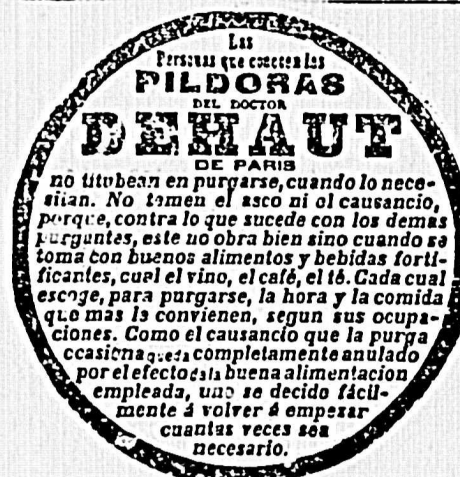 Las
Personas que conocen las
PILDORAS
DEL DOCTOR
DEHAUT
DE PARIS
no titubean en purgarse, cuando lo nece-
sitan. No temen el asco ni el causancio,
porque, contra lo que sucede con los demas
purgantes, este no obra bien sino cuando se
toma con buenos alimentos y bebidas forti-
ficantes, cual el vino, el café, el té. Cada cual
escoge, para purgarse, la hora y la comida
que mas le convienen, segun sus ocupa-
ciones. Como el causancio que la purga
ocasiona queda completamente anulado
por el efecto de la buena alimentacion
empleada, uno se decide fácil-
mente á volver á empezar
cuantas veces sea
necesario.